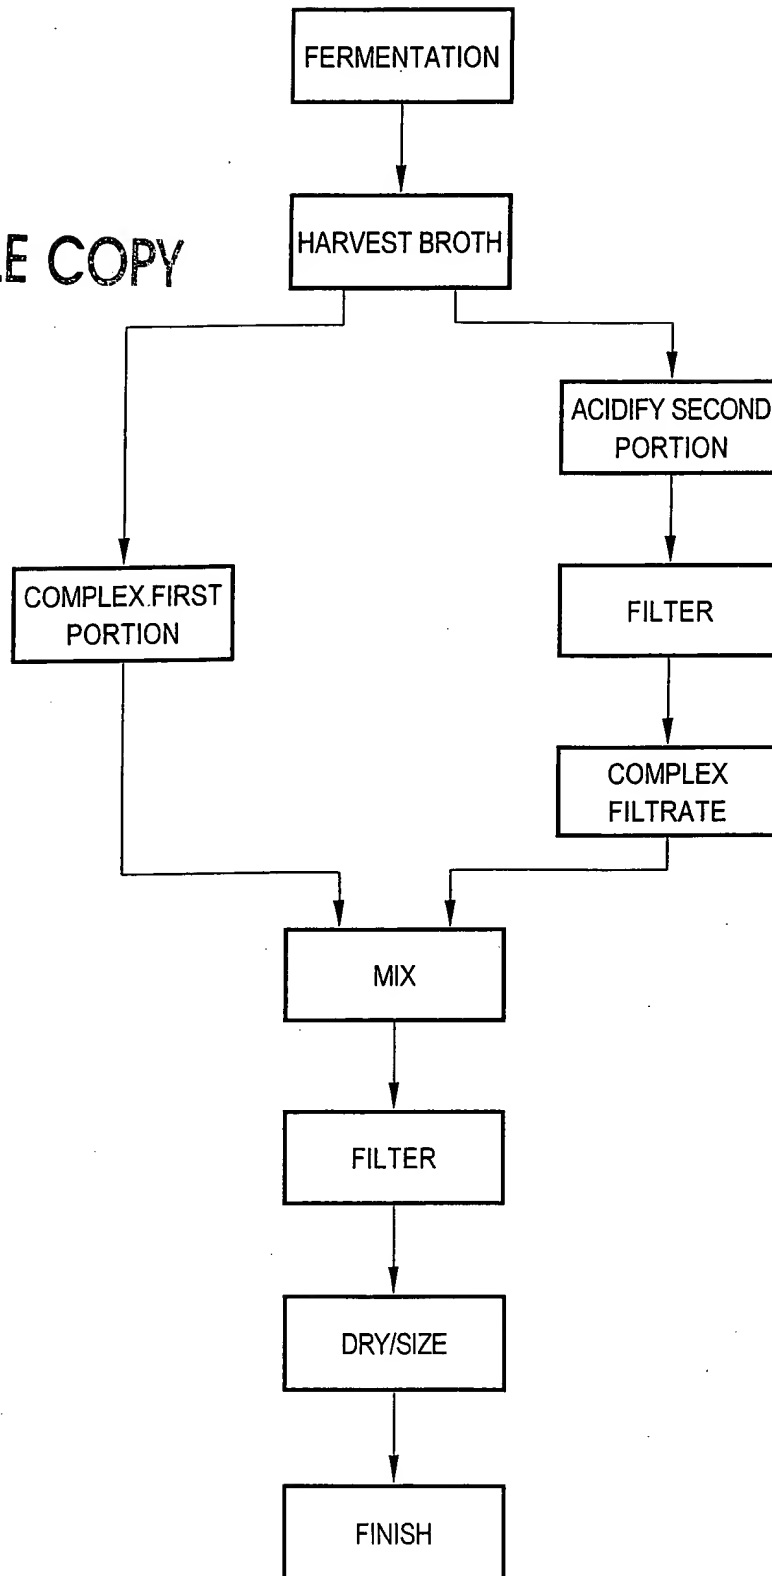 FERMENTATION
HARVEST BROTH
COPY
ACIDIFY SECOND
PORTION
COMPLEX FIRST
PORTION
FILTER
COMPLEX
FILTRATE
MIX
FILTER
DRY/SIZE
FINISH